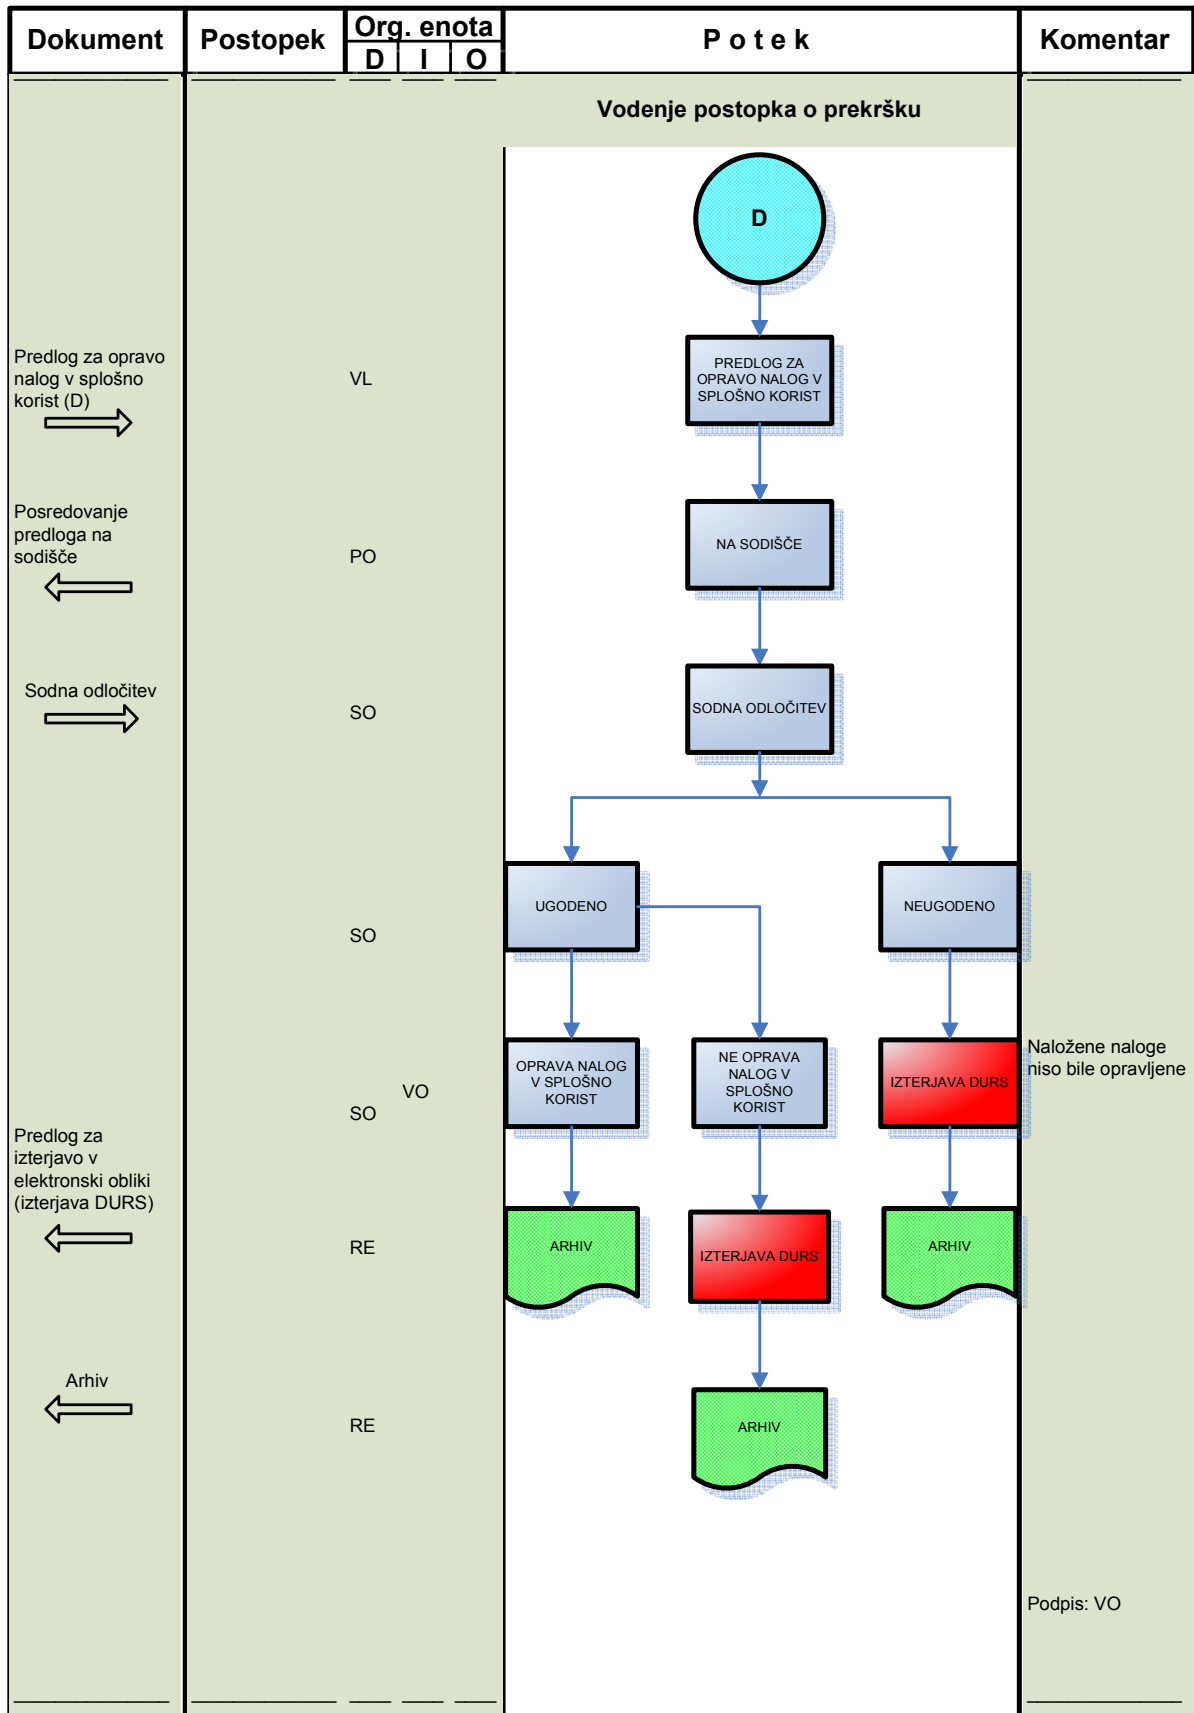 Dokument
Postopek
Org. enota
D I O
P o t e k
Komentar
Vodenje postopka o prekršku
D
Predlog za opravo
nalog v splošno
korist (D)
VL
PREDLOG ZA
OPRAVO NALOG V
SPLOŠNO KORIST
Posredovanje
predloga na
sodišče
PO
NA SODIŠČE
Sodna odločitev
SO
SODNA ODLOČITEV
SO
UGODENO
NEUGODENO
VO
SO
OPRAVA NALOG
V SPLOŠNO
KORIST
NE OPRAVA
NALOG V
SPLOŠNO
KORIST
IZTERJAVA DURS
Naložene naloge
niso bile opravljene
Predlog za
izterjavo v
elektronski obliki
(izterjava DURS)
RE
ARHIV
IZTERJAVA DURS
ARHIV
Arhiv
RE
ARHIV
Podpis: VO